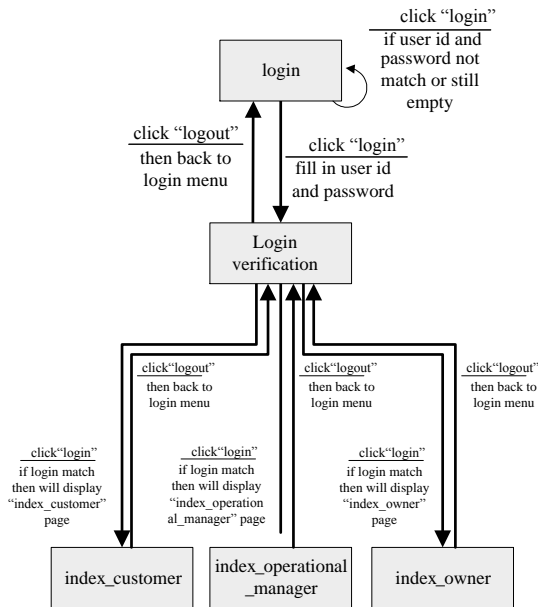 click “login”
if user id and
password not
match or still
empty
login
click “logout”
then back to
login menu
click “login”
fill in user id
and password
Login
verification
click“logout”
then back to
login menu
click“logout”
then back to
login menu
click“logout”
then back to
login menu
click“login”
if login match
then will display
“index_customer”
page
click“login”
if login match
then will display
“index_operation
al_manager” page
click“login”
if login match
then will display
“index_owner”
page
index_customer
index_operational
_manager
index_owner